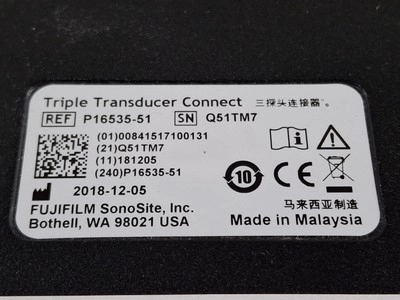 Triple Transducer Connect 三探头连接器。
REF P16535-51 SN Q51TM7
(01)00841517100131
(21)Q51TM7
(11)181205
(240)P16535-51
2018-12-05
FUJIFILM SonoSite, Inc.
Bothell, WA 98021 USA
10
马来西亚制造
Made in Malaysia